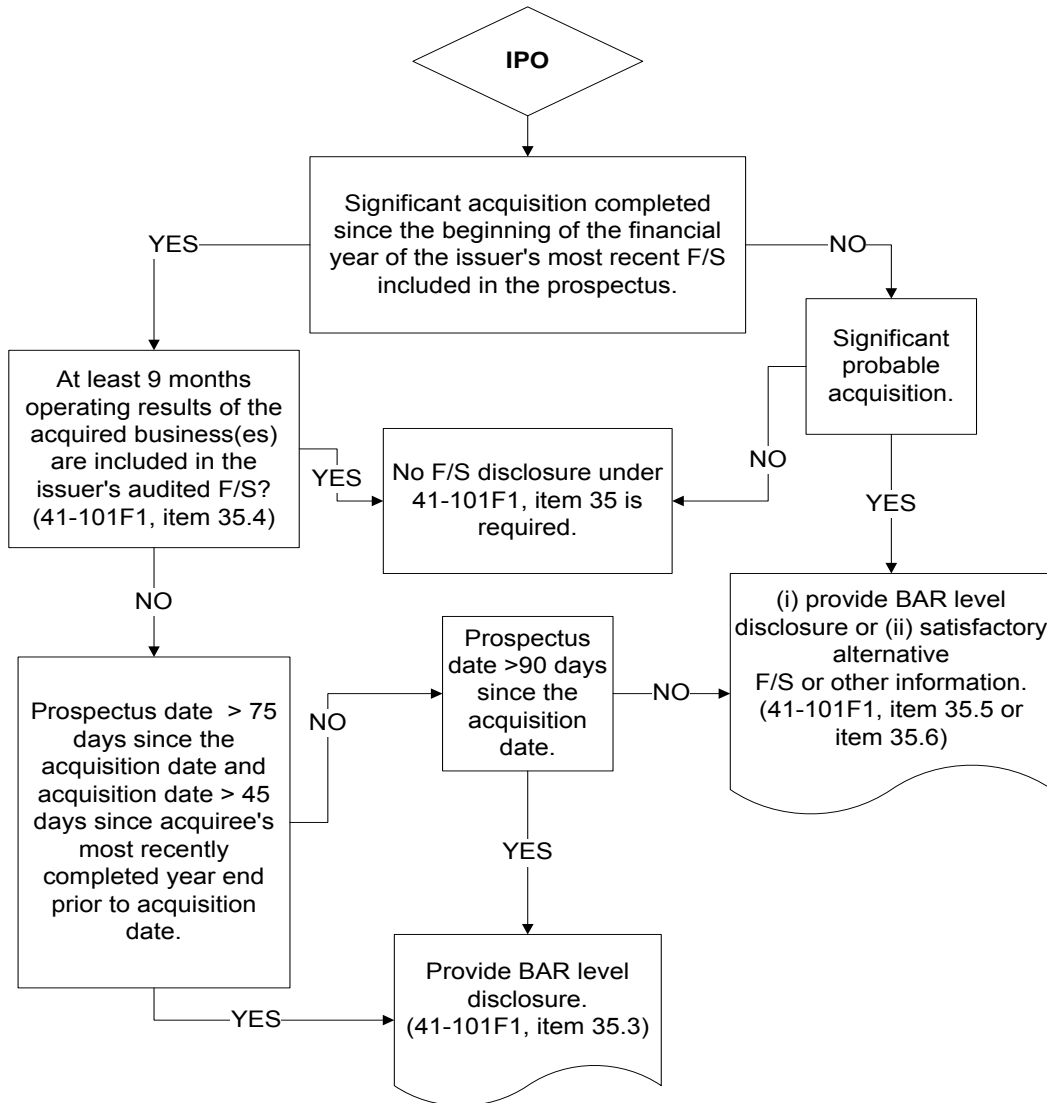 IPO
Significant acquisition completed
since the beginning of the financial
year of the issuer's most recent F/S
included in the prospectus.
YES
NO
At least 9 months
operating results of the
acquired business(es)
are included in the
issuer's audited F/S?
(41-101F1, item 35.4)
Significant
probable
acquisition.
YES
No F/S disclosure under
41-101F1, item 35 is
required.
NO
YES
NO
Prospectus date > 75
days since the
acquisition date and
acquisition date > 45
days since acquiree's
most recently
completed year end
prior to acquisition
date.
NO
Prospectus
date >90 days
since the
acquisition
date.
NO
(i) provide BAR level
disclosure or (ii) satisfactory
alternative
F/S or other information.
(41-101F1, item 35.5 or
item 35.6)
YES
YES
Provide BAR level
disclosure.
(41-101F1, item 35.3)